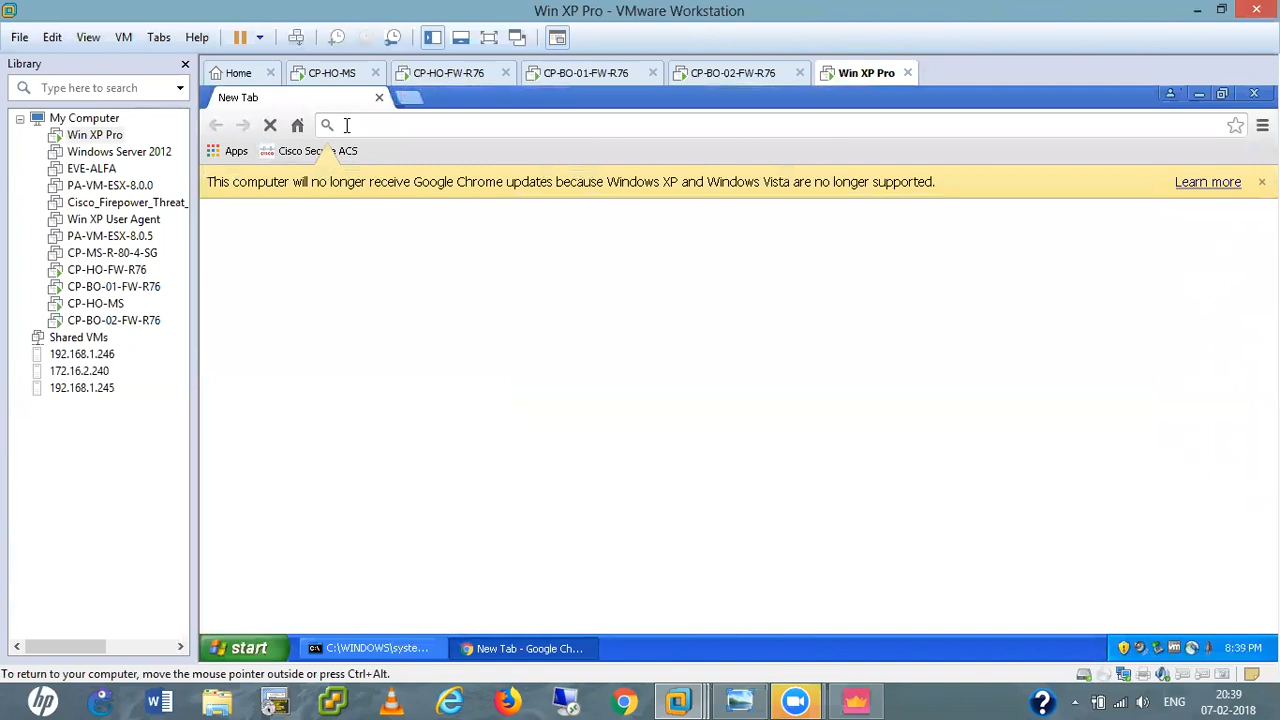 Win XP Pro - VMware Workstation
File Edit View VM Tabs Help
Library
Type here to search
My Computer
Win XP Pro
Windows Server 2012
EVE-ALFA
PA-VM-ESX-8.0.0
Cisco_Firepower_Threat_
Win XP User Agent
PA-VM-ESX-8.0.5
CP-MS-R-80-4-SG
CP-HO-FW-R76
CP-BO-01-FW-R76
CP-HO-MS
CP-BO-02-FW-R76
Shared VMs
192.168.1.246
172.16.2.240
192.168.1.245
Home CP-HO-MS CP-HO-FW-R76 CP-BO-01-FW-R76 CP-BO-02-FW-R76 Win XP Pro
New Tab
Apps Cisco Secure ACS
This computer will no longer receive Google Chrome updates because Windows XP and Windows Vista are no longer supported. Learn more
start C:\WINDOWS\syste... New Tab - Google Ch... 8:39 PM
To return to your computer, move the mouse pointer outside or press Ctrl+Alt.
ENG
20:39
07-02-2018